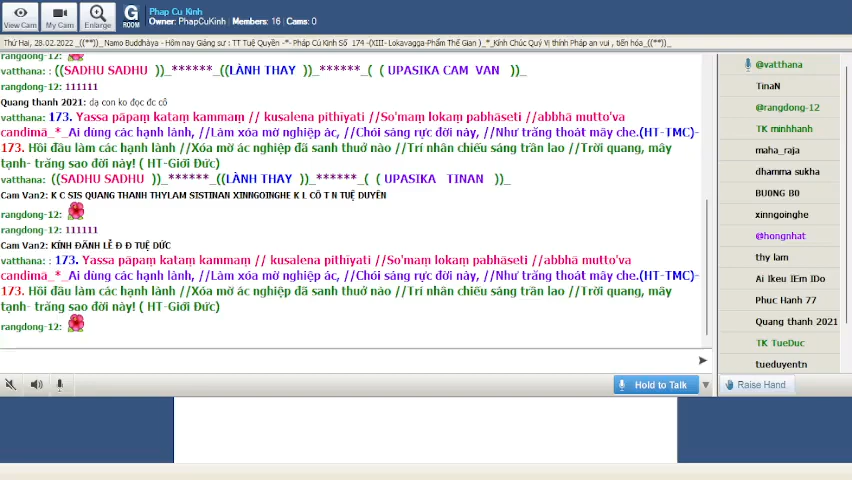 Phap Cu Kinh
View Cam
My Cam
Enlarge
G
ROOM
Owner: PhapCuKinh | Members: 16 | Cams: 0
Thứ Hai, 28.02.2022 _((**))_ Namo Buddhàya - Hôm nay Giảng sư : TT Tuệ Quyền -*- Pháp Cú Kinh Số 174 -(XIII- Lokavagga-Phẩm Thế Gian ) _*_Kính Chúc Quý Vị thính Pháp an vui , tiến hóa _((**))_
rangdong-12:
vatthana: : ((SADHU SADHU ))_******_((LÀNH THAY ))_******_( ( UPASIKA CAM VAN ))_
rangdong-12: 111111
Quang thanh 2021: dạ con ko đọc đc cô
vatthana: : 173. Yassa pāpaṃ kataṃ kammaṃ // kusalena pithīyati //So'maṃ lokaṃ pabhāseti //abbhā mutto'va
candimā_*_Ai dùng các hạnh lành, //Làm xóa mờ nghiệp ác, //Chói sáng rực đời này, //Như trăng thoát mây che.(HT-TMC)-
173. Hồi đầu làm các hạnh lành //Xóa mờ ác nghiệp đã sanh thuở nào //Trí nhân chiếu sáng trần lao //Trời quang, mây
tạnh- trăng sao đời này! ( HT-Giới Đức)
vatthana: ((SADHU SADHU ))_******_((LÀNH THAY ))_******_( ( UPASIKA TINAN ))_
Cam Van2: K C SIS QUANG THANH THYLAM SISTINAN XINNGOINGHE K L CÔ T N TUỆ DUYÊN
rangdong-12:
rangdong-12: 111111
Cam Van2: KÍNH ĐÃNH LỄ Đ Đ TUỆ ĐỨC
vatthana: : 173. Yassa pāpaṃ kataṃ kammaṃ // kusalena pithīyati //So'maṃ lokaṃ pabhāseti //abbhā mutto'va
candimā_*_Ai dùng các hạnh lành, //Làm xóa mờ nghiệp ác, //Chói sáng rực đời này, //Như trăng thoát mây che.(HT-TMC)-
173. Hồi đầu làm các hạnh lành //Xóa mờ ác nghiệp đã sanh thuở nào //Trí nhân chiếu sáng trần lao //Trời quang, mây
tạnh- trăng sao đời này! ( HT-Giới Đức)
rangdong-12:
Hold to Talk
@vatthana
TinaN
@rangdong-12
TK minhhanh
maha_raja
dhamma sukha
BU0NG B0
xinngoinghe
@hongnhat
thy lam
Ai lkeu IEm IDo
Phuc Hanh 77
Quang thanh 2021
TK TueDuc
tueduyentn
Raise Hand